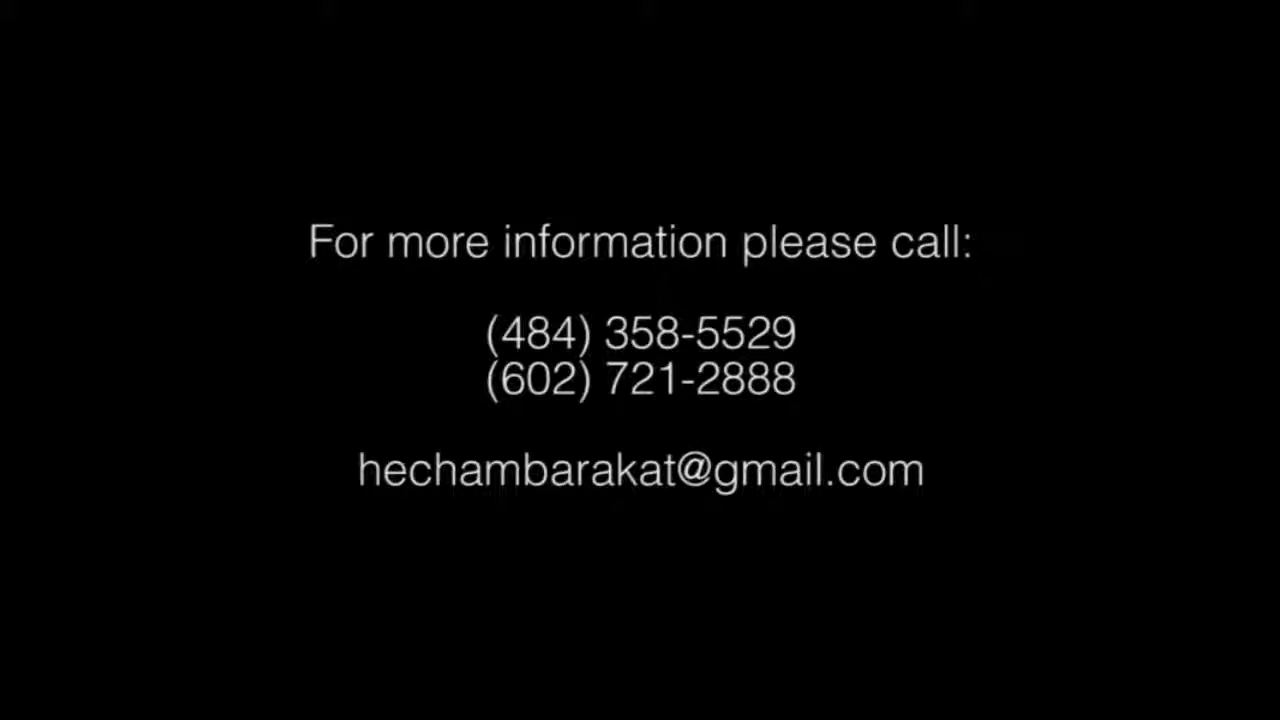 For more information please call:
(484) 358-5529
(602) 721-2888
hechambarakat@gmail.com